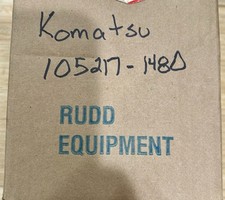 Komatsu
105217-1480
RUDD
EQUIPMENT